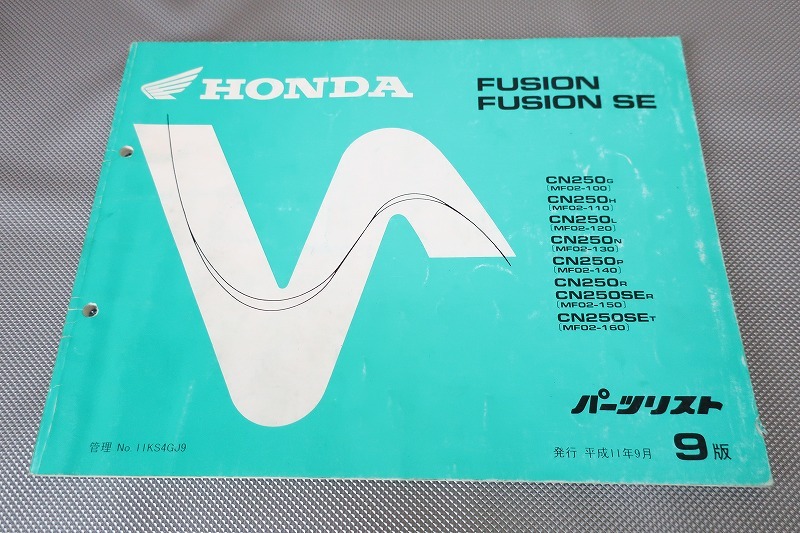 HONDA
FUSION
FUSION SE
CN250G
(MF02-100)
CN250H
(MF02-110)
CN250L
(MF02-120)
CN250N
(MF02-130)
CN250P
(MF02-140)
CN250R
CN250SER
(MF02-150)
CN250SET
(MF02-160)
パーツリスト
管理 No. 11KS4GJ9
発行 平成11年9月 9版